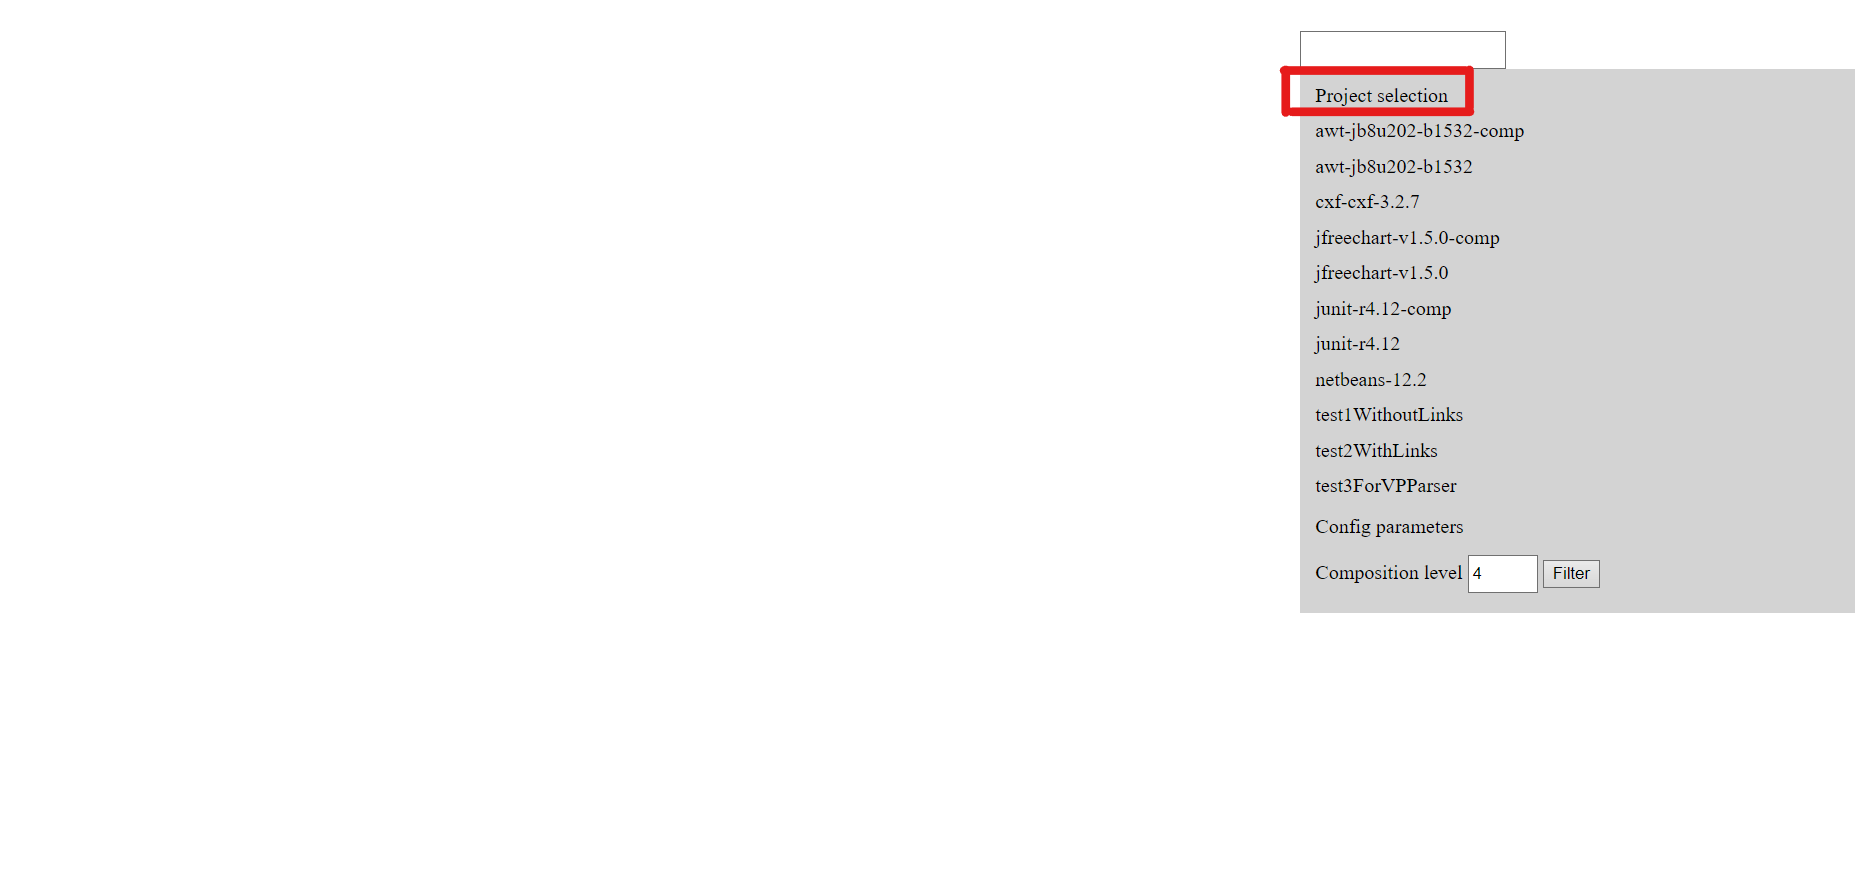 Project selection
awt-jb8u202-b1532-comp
awt-jb8u202-b1532
cxf-cxf-3.2.7
jfreechart-v1.5.0-comp
jfreechart-v1.5.0
junit-r4.12-comp
junit-r4.12
netbeans-12.2
test1WithoutLinks
test2WithLinks
test3ForVPParser
Config parameters
Composition level 4 Filter